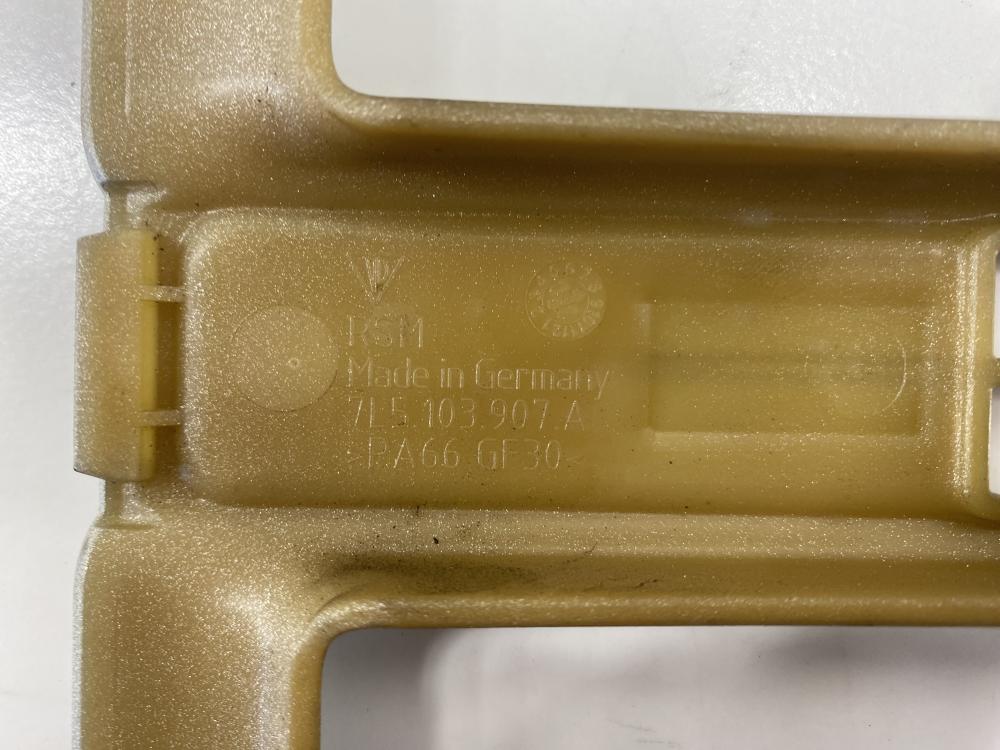 RSM
Made in Germany
7L5.103.907.A
>PA66 GF30<